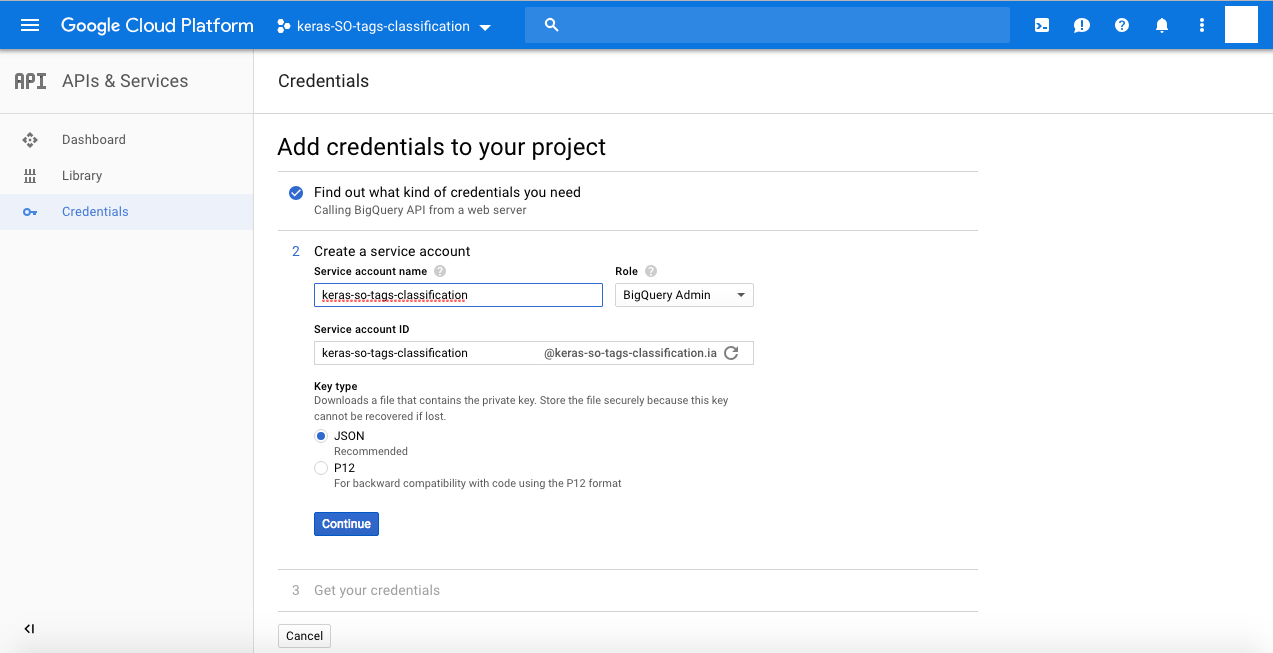 Google Cloud Platform keras-SO-tags-classification
API APIs & Services
Credentials
Dashboard
Library
Credentials
Add credentials to your project
Find out what kind of credentials you need
Calling BigQuery API from a web server
2 Create a service account
Service account name ? Role ?
keras-so-tags-classification BigQuery Admin
Service account ID
keras-so-tags-classification @keras-so-tags-classification.ia
Key type
Downloads a file that contains the private key. Store the file securely because this key
cannot be recovered if lost.
JSON
Recommended
P12
For backward compatibility with code using the P12 format
Continue
3 Get your credentials
Cancel